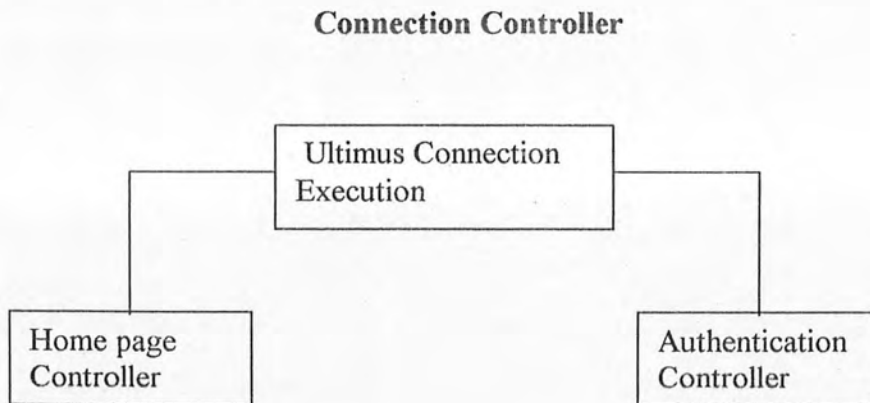 Connection Controller
Ultimus Connection
Execution
Home page
Controller
Authentication
Controller